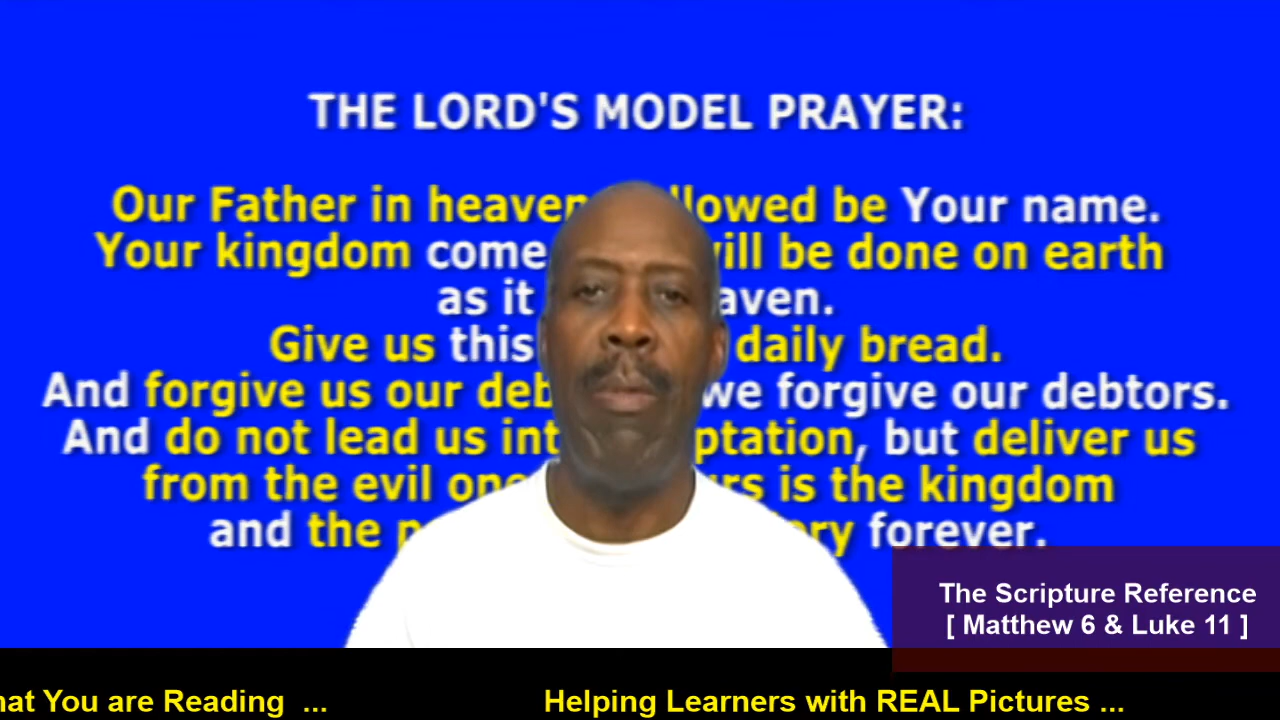 THE LORD'S MODEL PRAYER:
Our Father in heaven llowed be Your name.
Your kingdom come will be done on earth
as it aven.
Give us this daily bread.
And forgive us our deb we forgive our debtors.
And do not lead us int ptation, but deliver us
from the evil one rs is the kingdom
and the p ory forever.
The Scripture Reference
[ Matthew 6 & Luke 11 ]
hat You are Reading ... Helping Learners with REAL Pictures ...